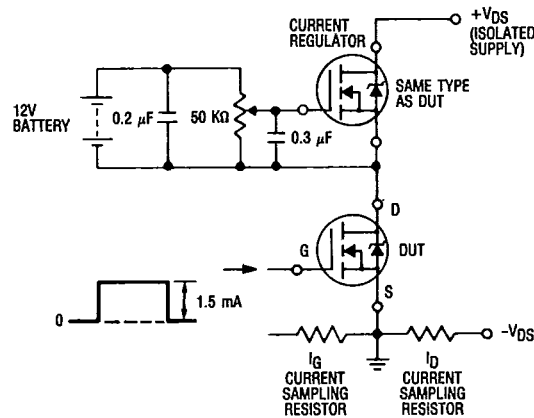 +VDS
(ISOLATED
SUPPLY)
CURRENT
REGULATOR
SAME TYPE
AS DUT
12V
BATTERY
0.2 µF
50 KΩ
0.3 µF
D
G
DUT
S
0
1.5 mA
-VDS
IG
CURRENT
SAMPLING
RESISTOR
ID
CURRENT
SAMPLING
RESISTOR